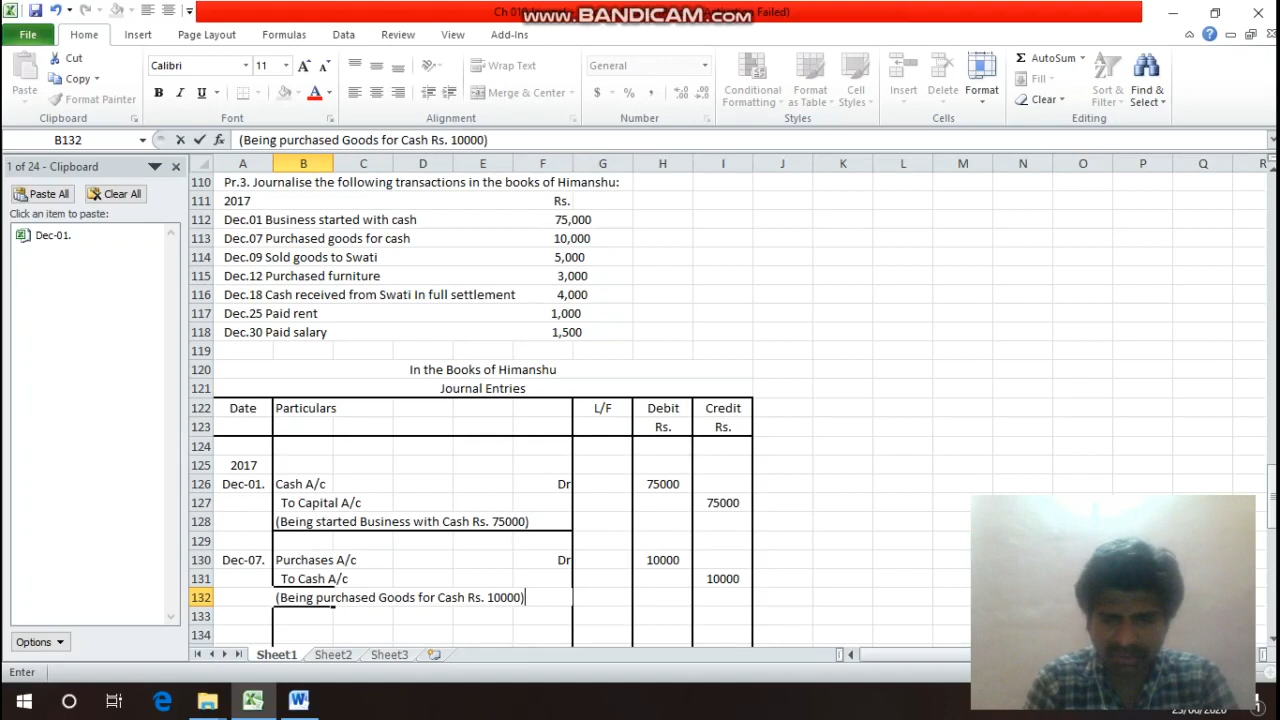 Ch 01
www.BANDICAM.com
Failed)
File Home Insert Page Layout Formulas Data Review View Add-Ins
Cut
Copy
Format Painter
Paste
Clipboard
Calibri 11
B I U
Font
Wrap Text
Merge & Center
Alignment
General
$ % ,
Number
Conditional Formatting
Format as Table
Cell Styles
Styles
Insert Delete Format
Cells
Σ AutoSum
Fill
Clear
Sort & Filter
Find & Select
Editing
B132 fx (Being purchased Goods for Cash Rs. 10000)
1 of 24 - Clipboard
Paste All Clear All
Click an item to paste:
Dec-01.
Options
A B C D E F G H I J K L M N O P Q R
110 Pr.3. Journalise the following transactions in the books of Himanshu:
111 2017 Rs.
112 Dec.01 Business started with cash 75,000
113 Dec.07 Purchased goods for cash 10,000
114 Dec.09 Sold goods to Swati 5,000
115 Dec.12 Purchased furniture 3,000
116 Dec.18 Cash received from Swati In full settlement 4,000
117 Dec.25 Paid rent 1,000
118 Dec.30 Paid salary 1,500
119
120 In the Books of Himanshu
121 Journal Entries
122 Date Particulars L/F Debit Credit
123 Rs. Rs.
124
125 2017
126 Dec-01. Cash A/c Dr 75000
127 To Capital A/c 75000
128 (Being started Business with Cash Rs. 75000)
129
130 Dec-07. Purchases A/c Dr 10000
131 To Cash A/c 10000
132 (Being purchased Goods for Cash Rs. 10000)
133
134
Sheet1 Sheet2 Sheet3
Enter